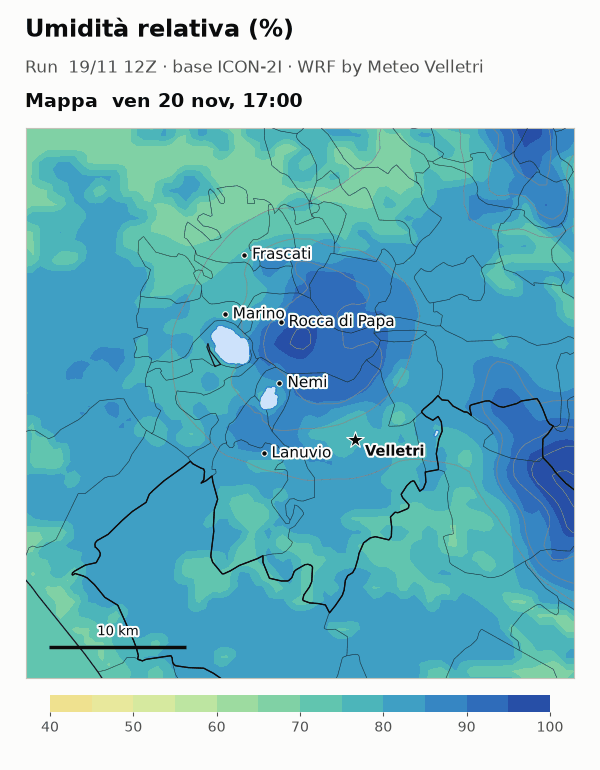 Umidità relativa (%)
Run  19/11 12Z · base ICON-2I · WRF by Meteo Velletri
Mappa  ven 20 nov, 17:00
Frascati
Marino
Rocca di Papa
Nemi
Velletri
Lanuvio
10 km
40 50 60 70 80 90 100